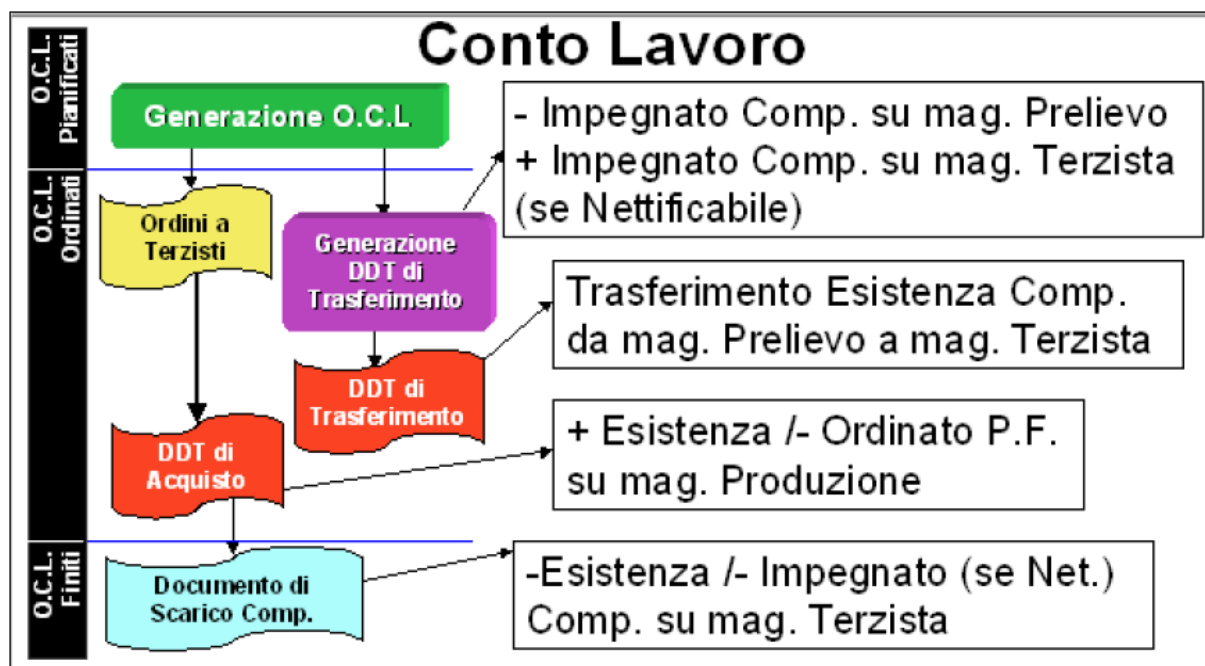 Conto Lavoro
O.C.L.
Pianificati
Generazione O.C.L
- Impegnato Comp. su mag. Prelievo
+ Impegnato Comp. su mag. Terzista
(se Nettificabile)
O.C.L.
Ordinati
Ordini a
Terzisti
Generazione
DDT di
Trasferimento
Trasferimento Esistenza Comp.
da mag. Prelievo a mag. Terzista
DDT di
Trasferimento
DDT di
Acquisto
+ Esistenza /- Ordinato P.F.
su mag. Produzione
O.C.L.
Finiti
Documento di
Scarico Comp.
-Esistenza /- Impegnato (se Net.)
Comp. su mag. Terzista